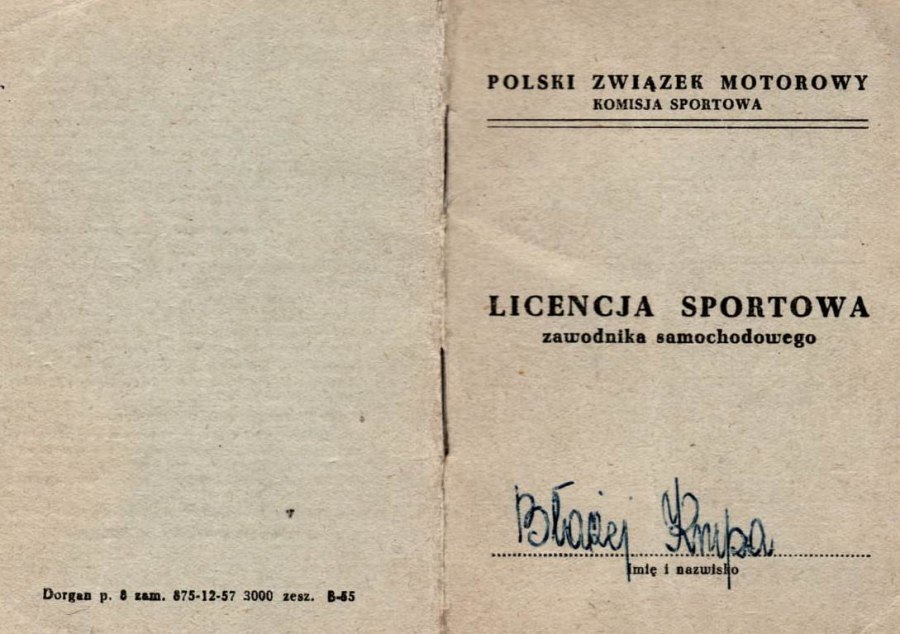 POLSKI ZWIĄZEK MOTOROWY
KOMISJA SPORTOWA
LICENCJA SPORTOWA
zawodnika samochodowego
Błażej Krupa
Imię i nazwisko
Dorgan p. 8 zam. 875-12-57 3000 zesz. B-65